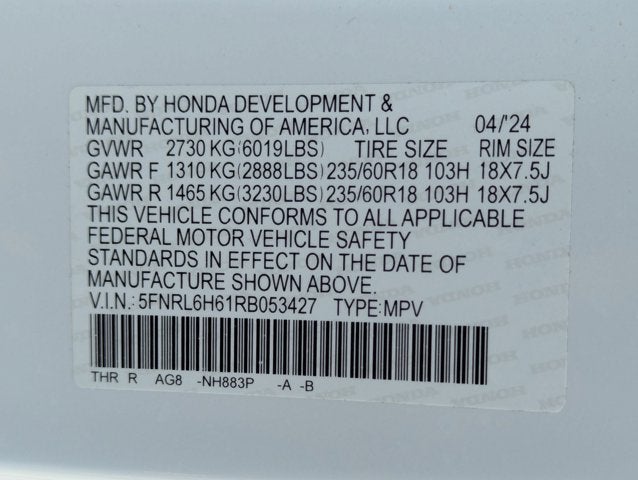 MFD. BY HONDA DEVELOPMENT &
MANUFACTURING OF AMERICA, LLC 04/'24
GVWR 2730 KG(6019LBS) TIRE SIZE RIM SIZE
GAWR F 1310 KG(2888LBS) 235/60R18 103H 18X7.5J
GAWR R 1465 KG(3230LBS) 235/60R18 103H 18X7.5J
THIS VEHICLE CONFORMS TO ALL APPLICABLE
FEDERAL MOTOR VEHICLE SAFETY
STANDARDS IN EFFECT ON THE DATE OF
MANUFACTURE SHOWN ABOVE.
V.I.N.: 5FNRL6H61RB053427 TYPE:MPV
THR R AG8 -NH883P -A -B